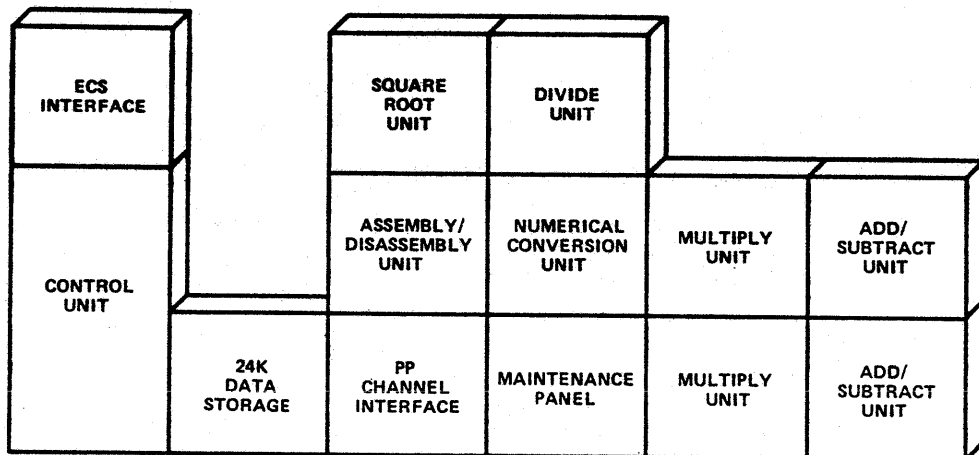 ECS
INTERFACE
SQUARE
ROOT
UNIT
DIVIDE
UNIT
CONTROL
UNIT
ASSEMBLY/
DISASSEMBLY
UNIT
NUMERICAL
CONVERSION
UNIT
MULTIPLY
UNIT
ADD/
SUBTRACT
UNIT
24K
DATA
STORAGE
PP
CHANNEL
INTERFACE
MAINTENANCE
PANEL
MULTIPLY
UNIT
ADD/
SUBTRACT
UNIT